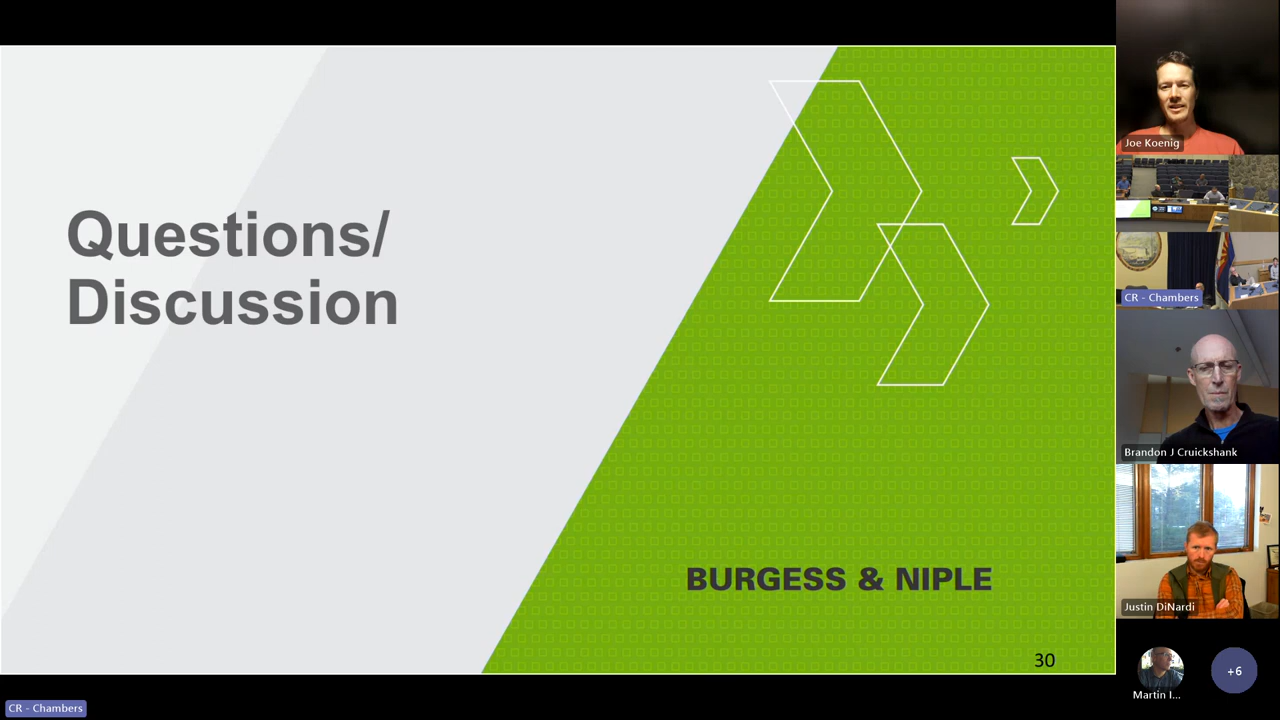 Questions/
Discussion
BURGESS & NIPLE
30
CR - Chambers
Joe Koenig
CR - Chambers
Brandon J Cruickshank
Justin DiNardi
Martin I...
+6